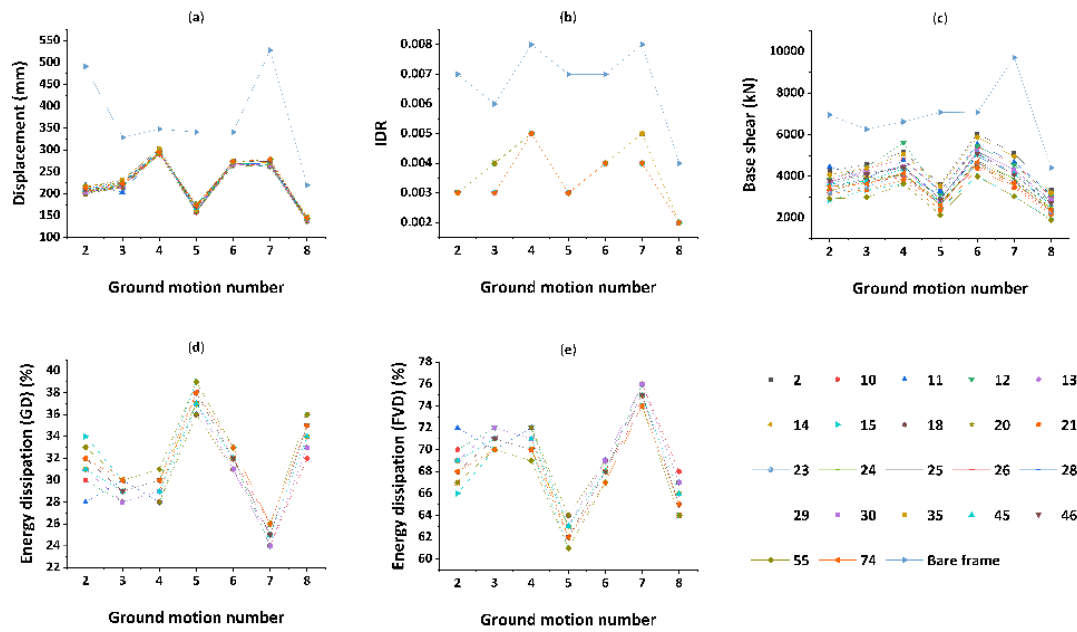 (a)
(b)
(c)
Displacement (mm)
550
500
450
400
350
300
250
200
150
100
2 3 4 5 6 7 8
Ground motion number
IDR
0.008
0.007
0.006
0.005
0.004
0.003
0.002
2 3 4 5 6 7 8
Ground motion number
Base shear (kN)
10000
8000
6000
4000
2000
2 3 4 5 6 7 8
Ground motion number
(d)
(e)
Energy dissipation (GD) (%)
40
38
36
34
32
30
28
26
24
22
2 3 4 5 6 7 8
Ground motion number
Energy dissipation (FVD) (%)
78
76
74
72
70
68
66
64
62
60
2 3 4 5 6 7 8
Ground motion number
2 10 11 12 13
14 15 18 20 21
23 24 25 26 28
29 30 35 45 46
55 74 Bare frame